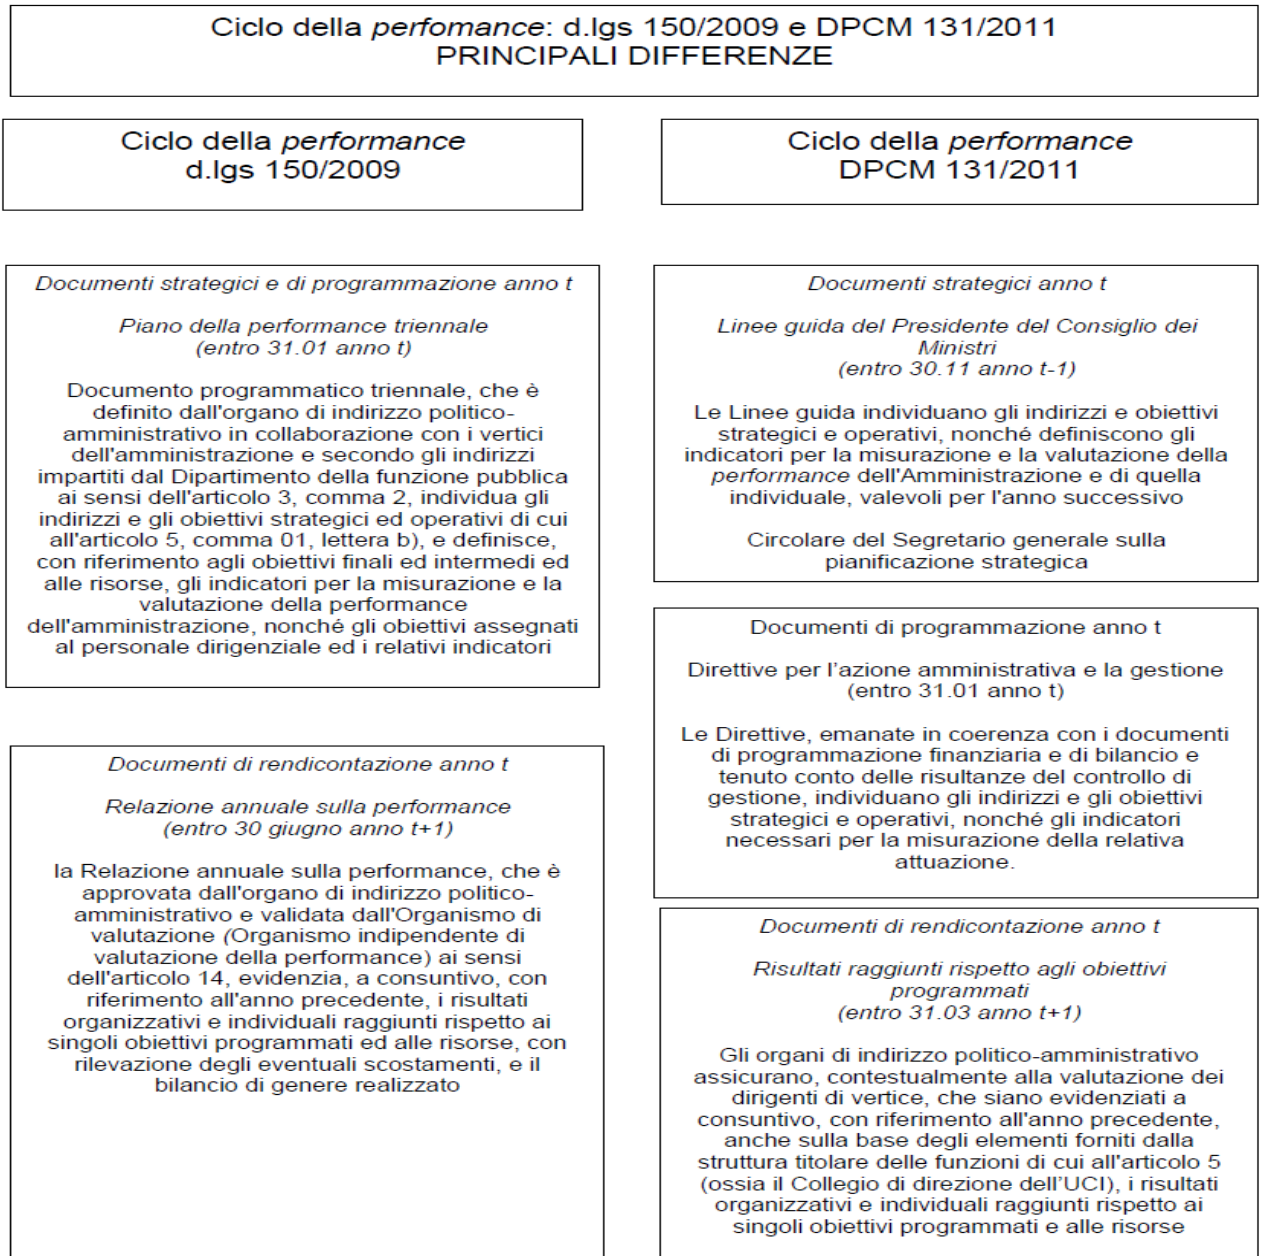 Ciclo della perfomance: d.lgs 150/2009 e DPCM 131/2011
PRINCIPALI DIFFERENZE
Ciclo della performance
d.lgs 150/2009
Documenti strategici e di programmazione anno t
Piano della performance triennale
(entro 31.01 anno t)
Documento programmatico triennale, che è
definito dall'organo di indirizzo politico-
amministrativo in collaborazione con i vertici
dell'amministrazione e secondo gli indirizzi
impartiti dal Dipartimento della funzione pubblica
ai sensi dell'articolo 3, comma 2, individua gli
indirizzi e gli obiettivi strategici ed operativi di cui
all'articolo 5, comma 01, lettera b), e definisce,
con riferimento agli obiettivi finali ed intermedi ed
alle risorse, gli indicatori per la misurazione e la
valutazione della performance
dell'amministrazione, nonché gli obiettivi assegnati
al personale dirigenziale ed i relativi indicatori
Documenti di rendicontazione anno t
Relazione annuale sulla performance
(entro 30 giugno anno t+1)
la Relazione annuale sulla performance, che è
approvata dall'organo di indirizzo politico-
amministrativo e validata dall'Organismo di
valutazione (Organismo indipendente di
valutazione della performance) ai sensi
dell'articolo 14, evidenzia, a consuntivo, con
riferimento all'anno precedente, i risultati
organizzativi e individuali raggiunti rispetto ai
singoli obiettivi programmati ed alle risorse, con
rilevazione degli eventuali scostamenti, e il
bilancio di genere realizzato
Ciclo della performance
DPCM 131/2011
Documenti strategici anno t
Linee guida del Presidente del Consiglio dei
Ministri
(entro 30.11 anno t-1)
Le Linee guida individuano gli indirizzi e obiettivi
strategici e operativi, nonché definiscono gli
indicatori per la misurazione e la valutazione della
performance dell'Amministrazione e di quella
individuale, valevoli per l'anno successivo
Circolare del Segretario generale sulla
pianificazione strategica
Documenti di programmazione anno t
Direttive per l’azione amministrativa e la gestione
(entro 31.01 anno t)
Le Direttive, emanate in coerenza con i documenti
di programmazione finanziaria e di bilancio e
tenuto conto delle risultanze del controllo di
gestione, individuano gli indirizzi e gli obiettivi
strategici e operativi, nonché gli indicatori
necessari per la misurazione della relativa
attuazione.
Documenti di rendicontazione anno t
Risultati raggiunti rispetto agli obiettivi
programmati
(entro 31.03 anno t+1)
Gli organi di indirizzo politico-amministrativo
assicurano, contestualmente alla valutazione dei
dirigenti di vertice, che siano evidenziati a
consuntivo, con riferimento all'anno precedente,
anche sulla base degli elementi forniti dalla
struttura titolare delle funzioni di cui all'articolo 5
(ossia il Collegio di direzione dell’UCI), i risultati
organizzativi e individuali raggiunti rispetto ai
singoli obiettivi programmati e alle risorse